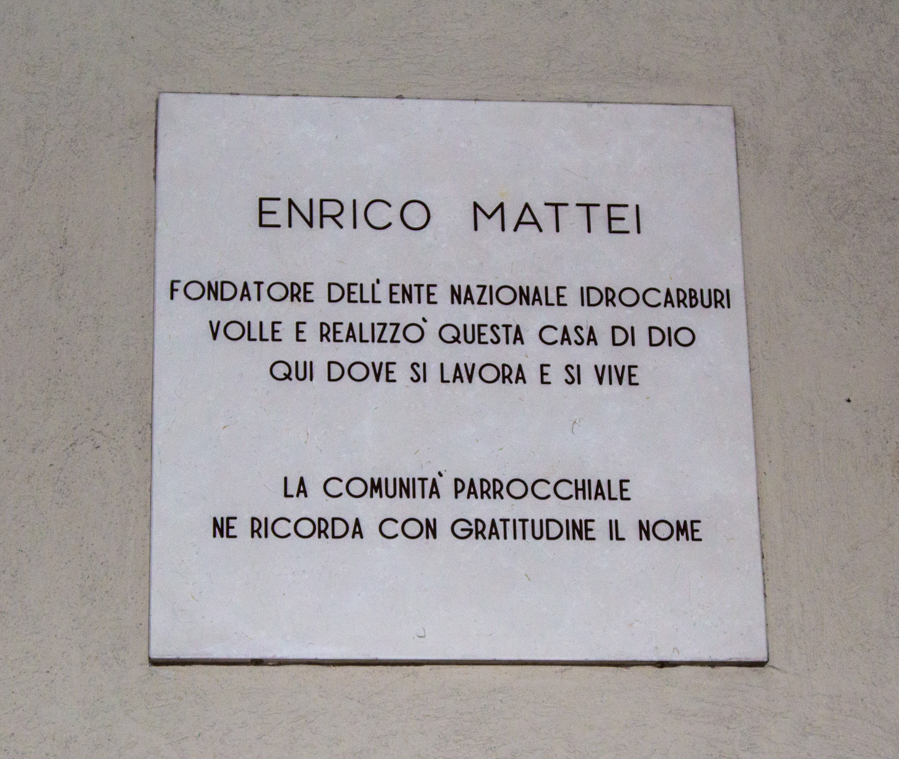 ENRICO MATTEI
FONDATORE DELL'ENTE NAZIONALE IDROCARBURI
VOLLE E REALIZZO' QUESTA CASA DI DIO
QUI DOVE SI LAVORA E SI VIVE
LA COMUNITA' PARROCCHIALE
NE RICORDA CON GRATITUDINE IL NOME